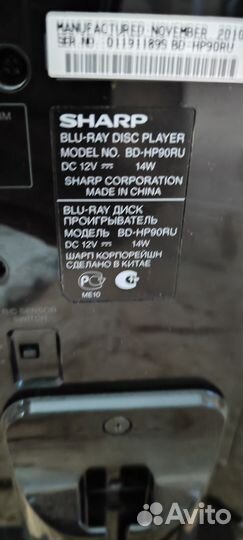 MANUFACTURED NOVEMBER 2010
SER NO 011911895 BD-HP90RU
SHARP
BLU-RAY DISC PLAYER
MODEL NO. BD-HP90RU
DC 12V ⎓ 14W
SHARP CORPORATION
MADE IN CHINA
BLU-RAY ДИСК
ПРОИГРЫВАТЕЛЬ
МОДЕЛЬ BD-HP90RU
DC 12V ⎓ 14W
ШАРП КОРПОРЕЙШН
СДЕЛАНО В КИТАЕ
ME10
R/C SENSOR
SWITCH
Avito